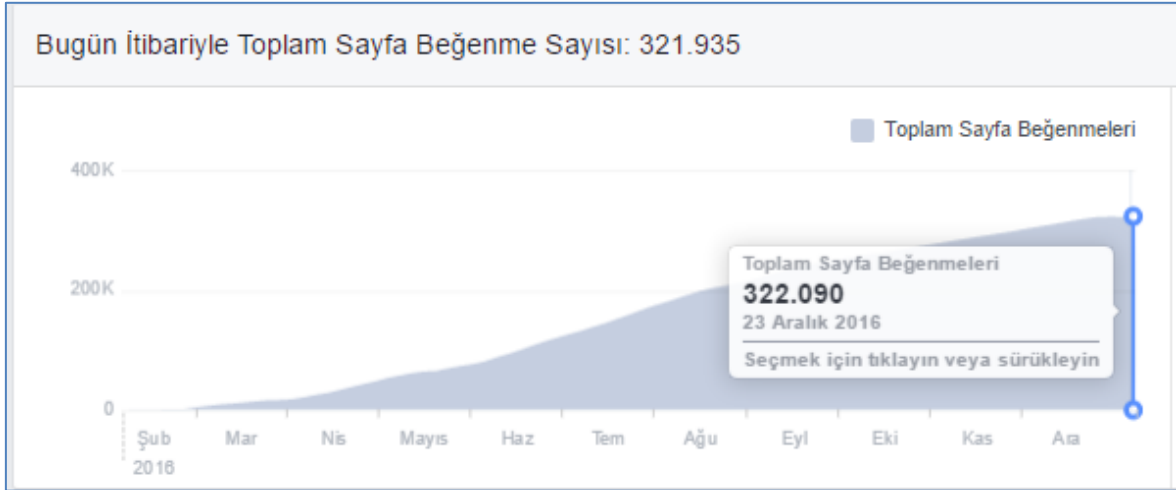 Bugün İtibariyle Toplam Sayfa Beğenme Sayısı: 321.935
Toplam Sayfa Beğenmeleri
400K
200K
0
Toplam Sayfa Beğenmeleri
322.090
23 Aralık 2016
Seçmek için tıklayın veya sürükleyin
Şub Mar Nis Mayıs Haz Tem Ağu Eyl Eki Kas Ara
2016